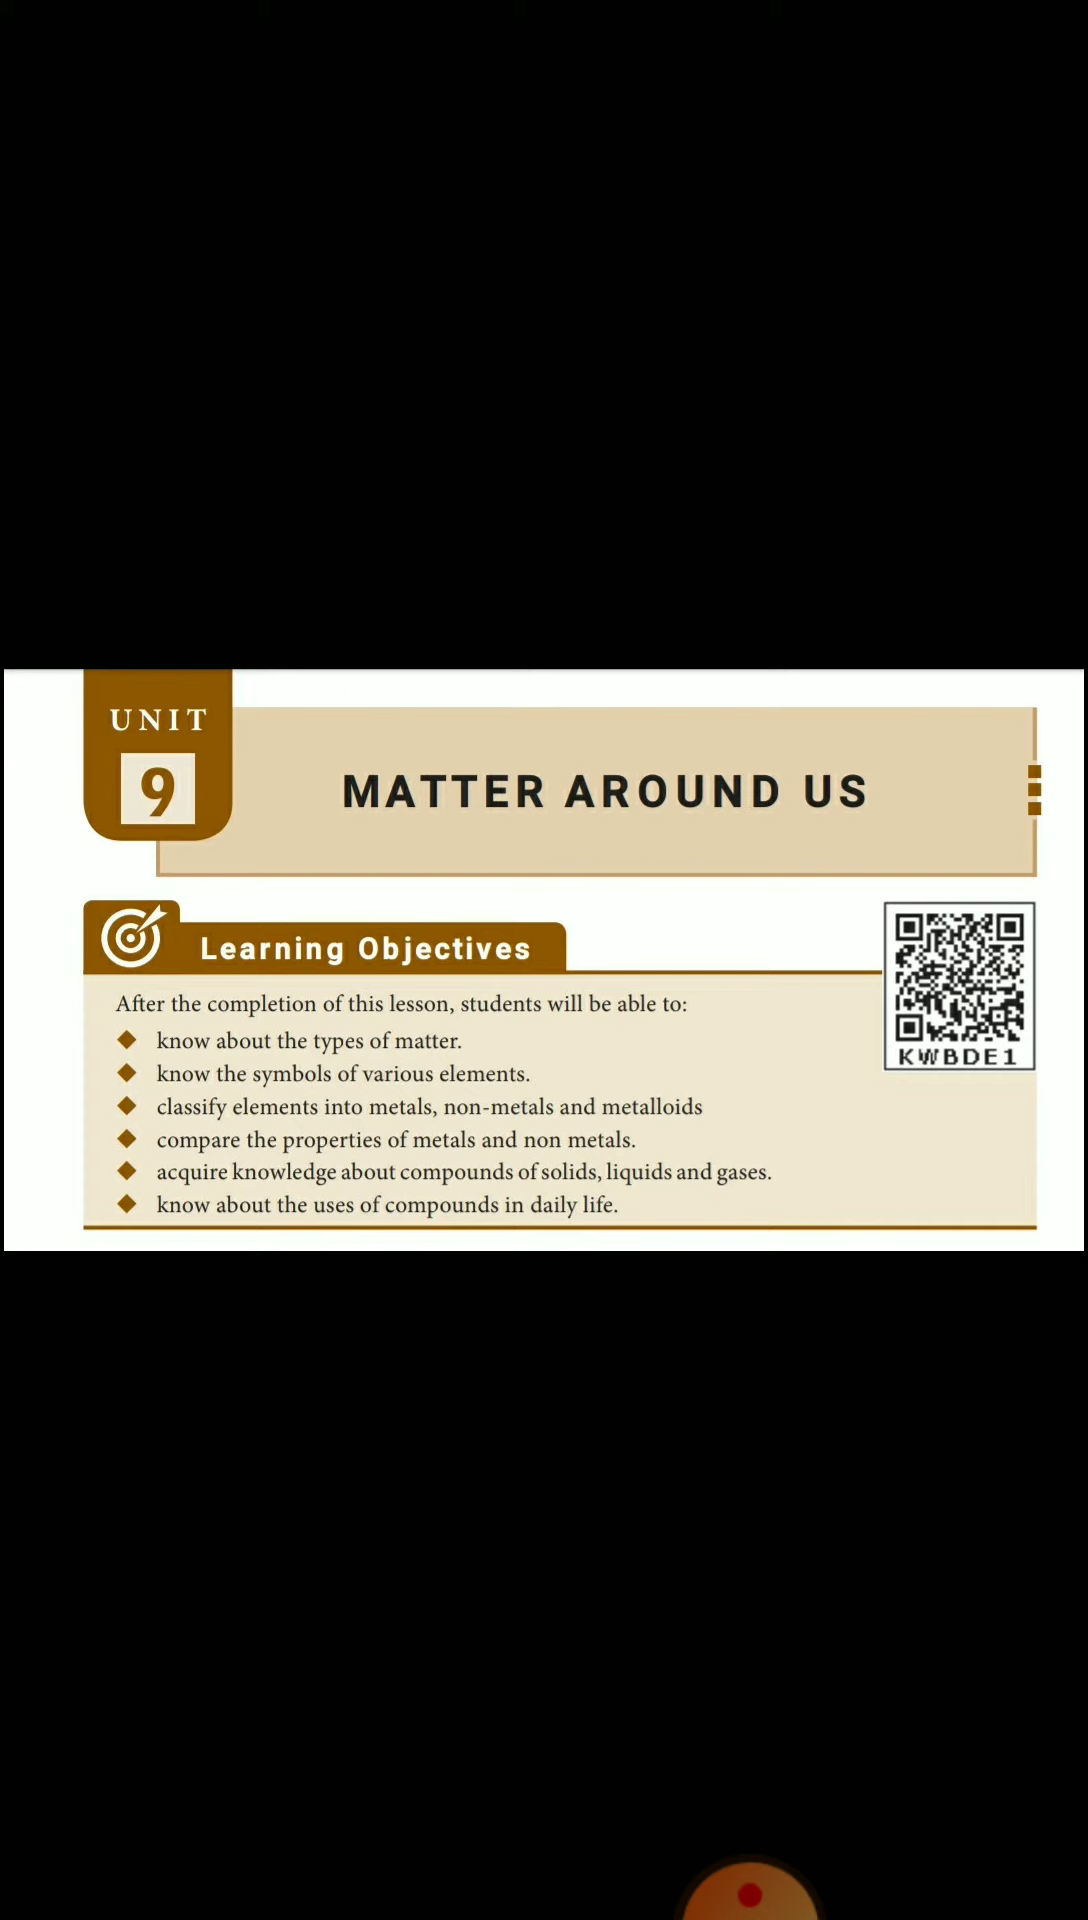 UNIT
9
MATTER AROUND US
Learning Objectives
KWBDE1
After the completion of this lesson, students will be able to:
know about the types of matter.
know the symbols of various elements.
classify elements into metals, non-metals and metalloids
compare the properties of metals and non metals.
acquire knowledge about compounds of solids, liquids and gases.
know about the uses of compounds in daily life.